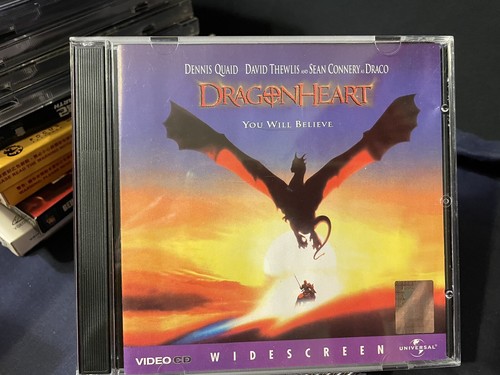 DENNIS QUAID DAVID THEWLIS AND SEAN CONNERY AS DRACO
DRAGONHEART
YOU WILL BELIEVE
VIDEO CD WIDESCREEN UNIVERSAL